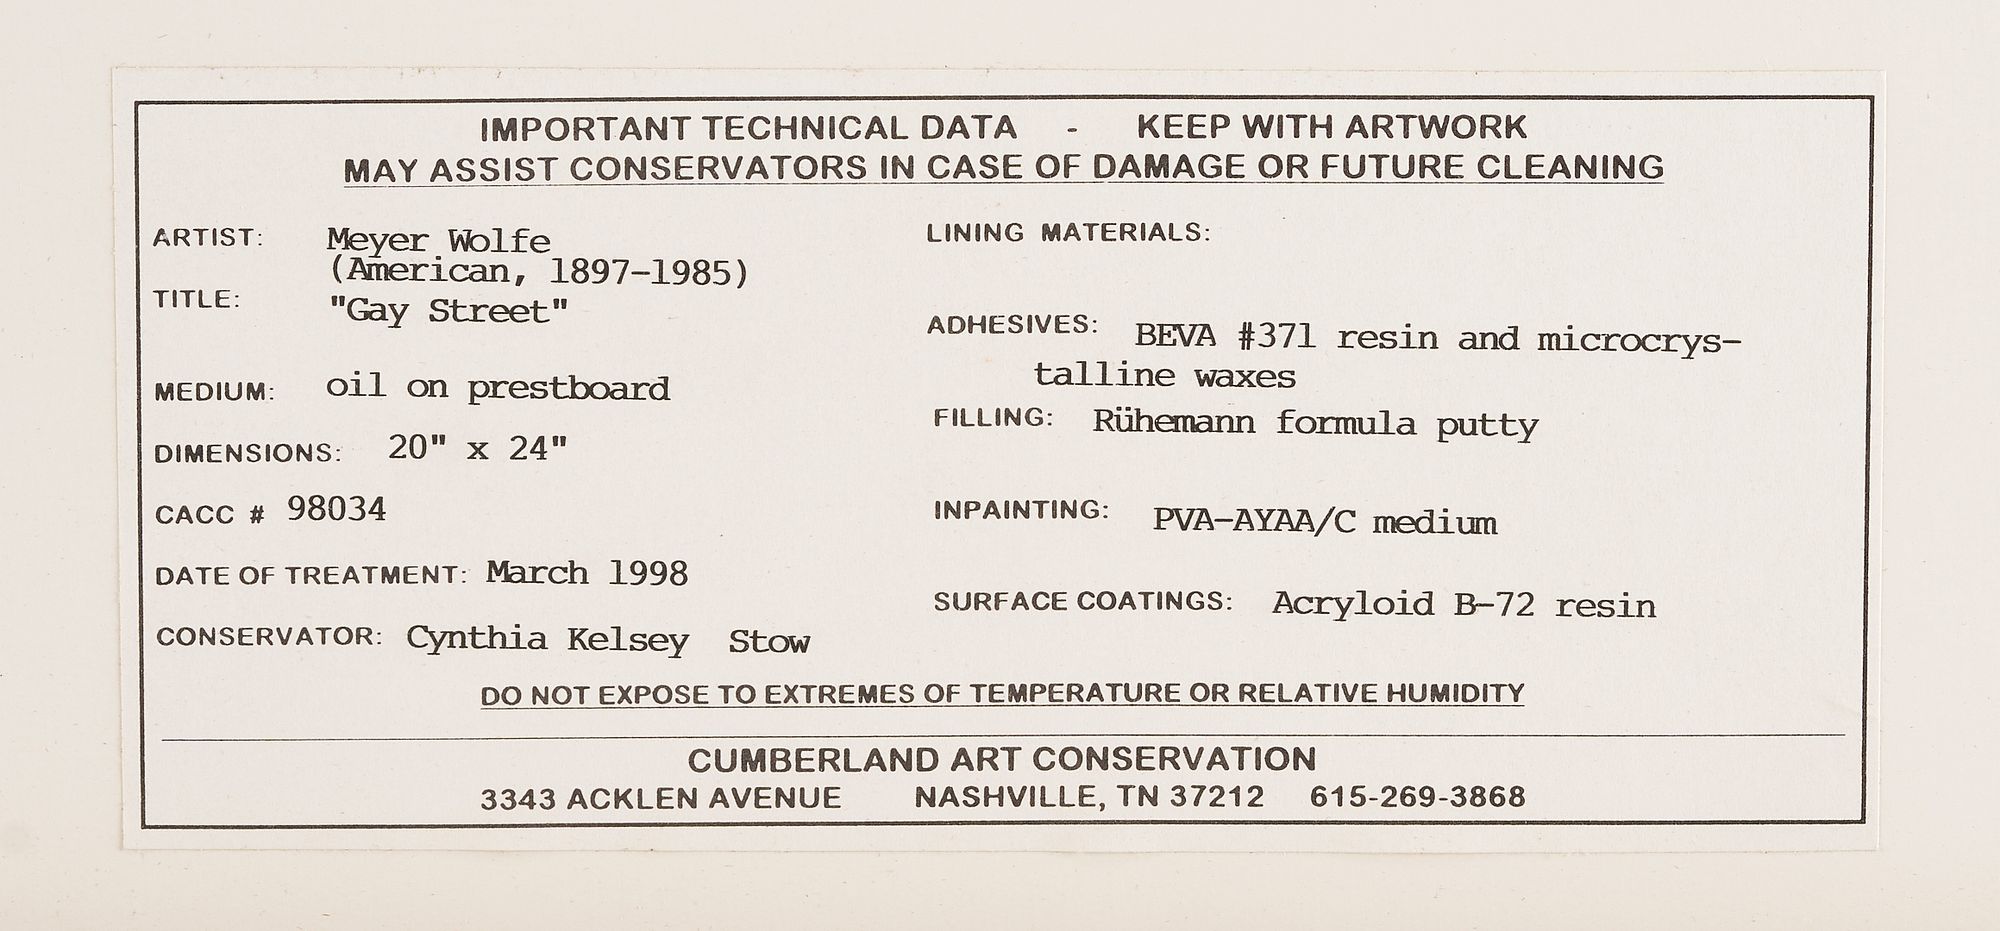 IMPORTANT TECHNICAL DATA - KEEP WITH ARTWORK
MAY ASSIST CONSERVATORS IN CASE OF DAMAGE OR FUTURE CLEANING
ARTIST: Meyer Wolfe
(American, 1897-1985)
TITLE: "Gay Street"
MEDIUM: oil on prestboard
DIMENSIONS: 20" x 24"
CACC # 98034
DATE OF TREATMENT: March 1998
CONSERVATOR: Cynthia Kelsey Stow
LINING MATERIALS:
ADHESIVES: BEVA #371 resin and microcrys-
talline waxes
FILLING: Rühemann formula putty
INPAINTING: PVA-AYAA/C medium
SURFACE COATINGS: Acryloid B-72 resin
DO NOT EXPOSE TO EXTREMES OF TEMPERATURE OR RELATIVE HUMIDITY
CUMBERLAND ART CONSERVATION
3343 ACKLEN AVENUE NASHVILLE, TN 37212 615-269-3868